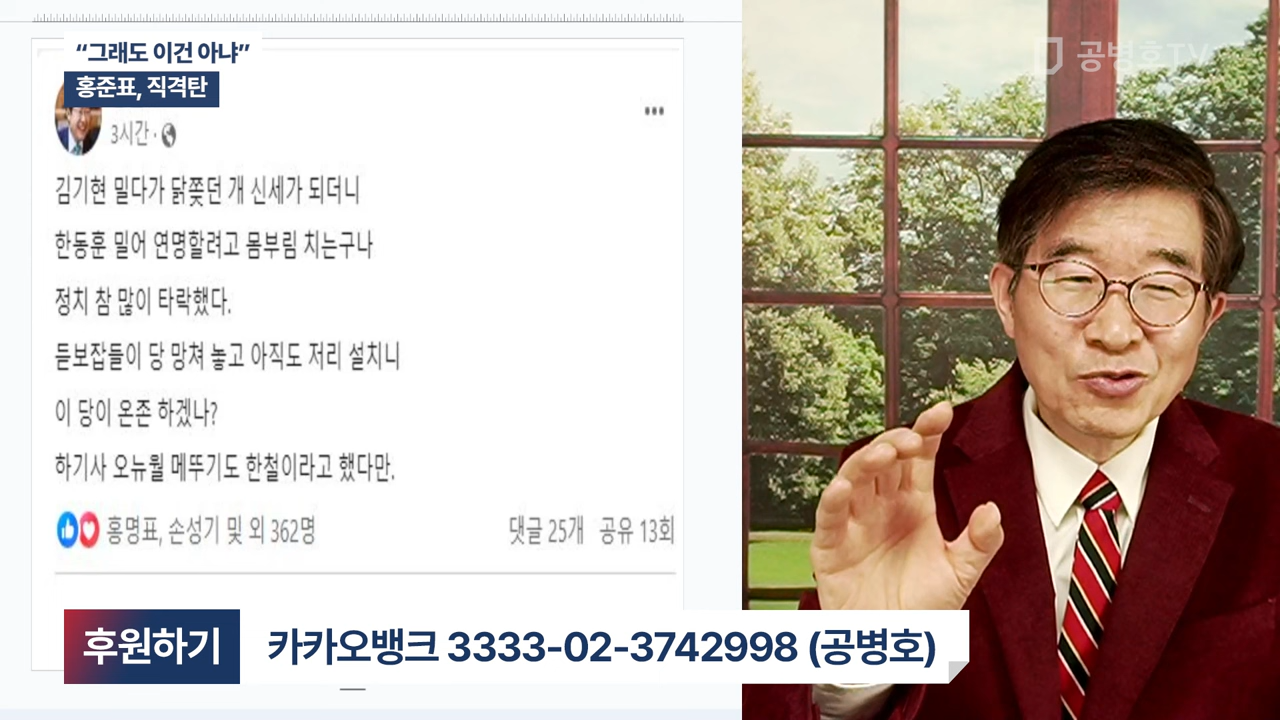 “그래도 이건 아냐”
홍준표, 직격탄
공병호TV
3시간 ·
김기현 밀다가 닭쫓던 개 신세가 되더니
한동훈 밀어 연명할려고 몸부림 치는구나
정치 참 많이 타락했다.
듣보잡들이 당 망쳐 놓고 아직도 저리 설치니
이 당이 온존 하겠나?
하기사 오뉴월 메뚜기도 한철이라고 했다만.
홍명표, 손성기 및 외 362명 댓글 25개 공유 13회
후원하기 카카오뱅크 3333-02-3742998 (공병호)